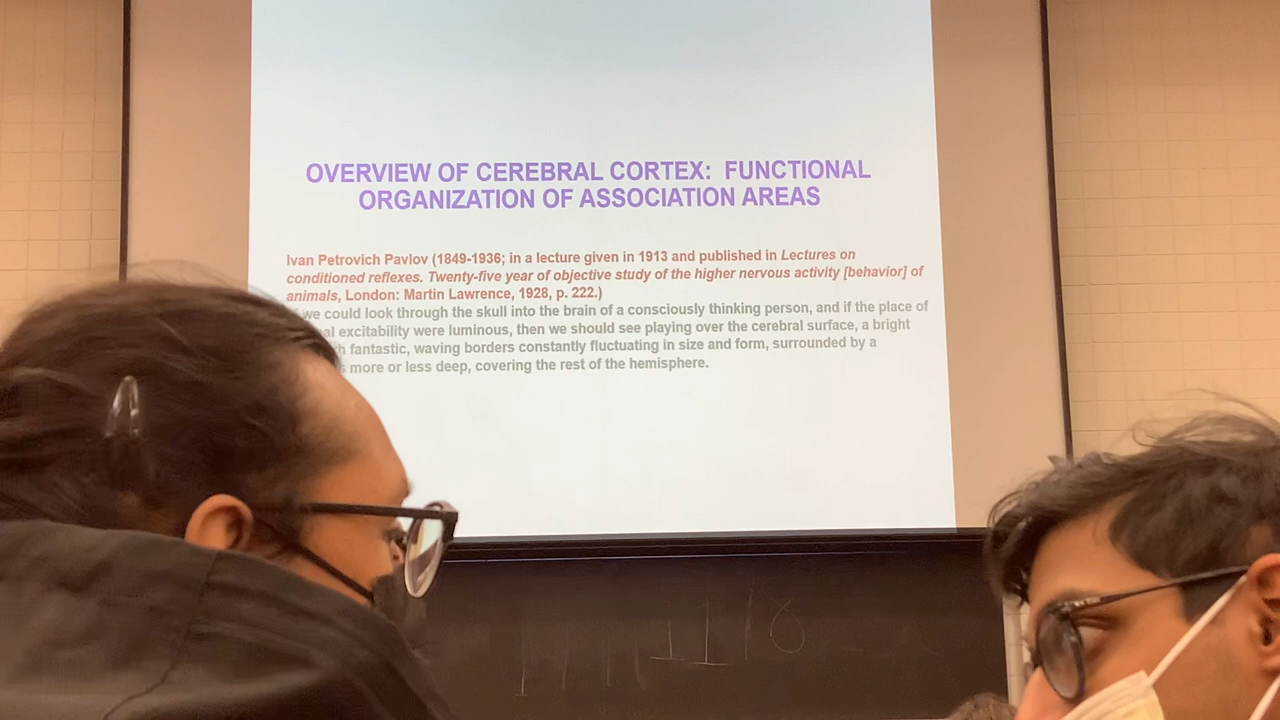 OVERVIEW OF CEREBRAL CORTEX: FUNCTIONAL
ORGANIZATION OF ASSOCIATION AREAS
Ivan Petrovich Pavlov (1849-1936; in a lecture given in 1913 and published in Lectures on
conditioned reflexes. Twenty-five year of objective study of the higher nervous activity [behavior] of
animals, London: Martin Lawrence, 1928, p. 222.)
we could look through the skull into the brain of a consciously thinking person, and if the place of
excitability were luminous, then we should see playing over the cerebral surface, a bright
fantastic, waving borders constantly fluctuating in size and form, surrounded by a
more or less deep, covering the rest of the hemisphere.